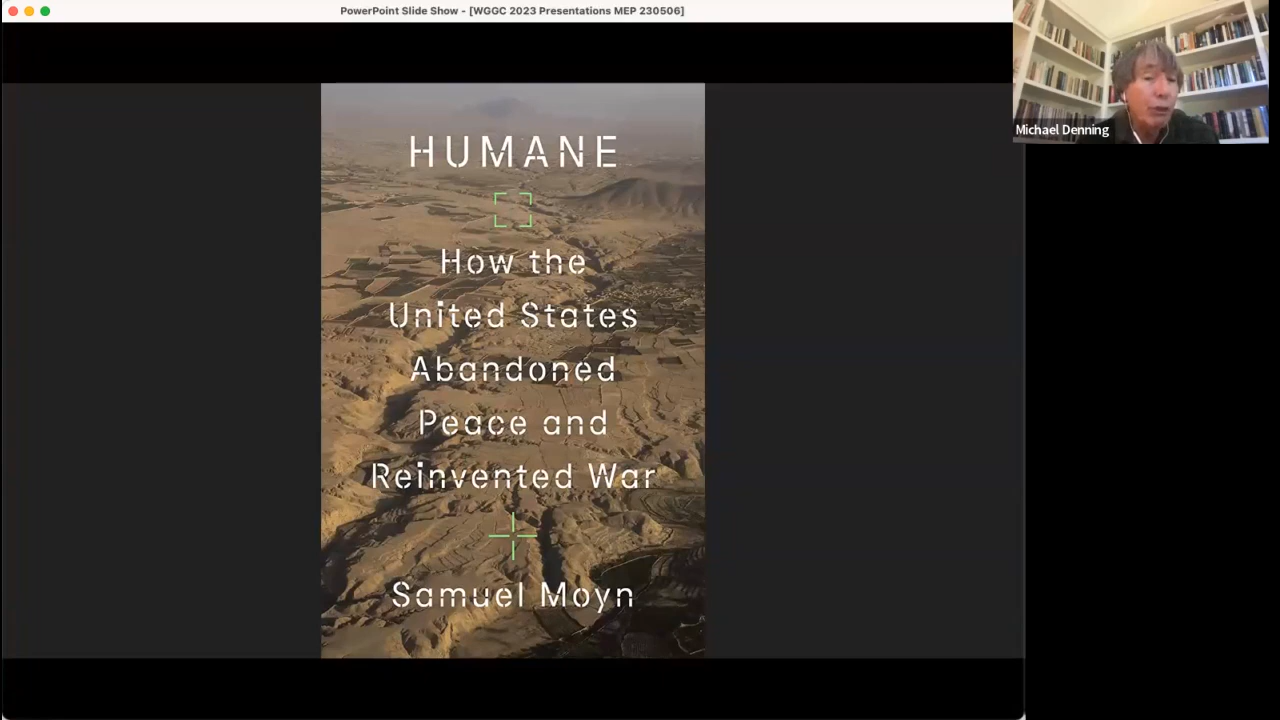 PowerPoint Slide Show - [WGGC 2023 Presentations MEP 230506]
Michael Denning
HUMANE
How the
United States
Abandoned
Peace and
Reinvented War
Samuel Moyn